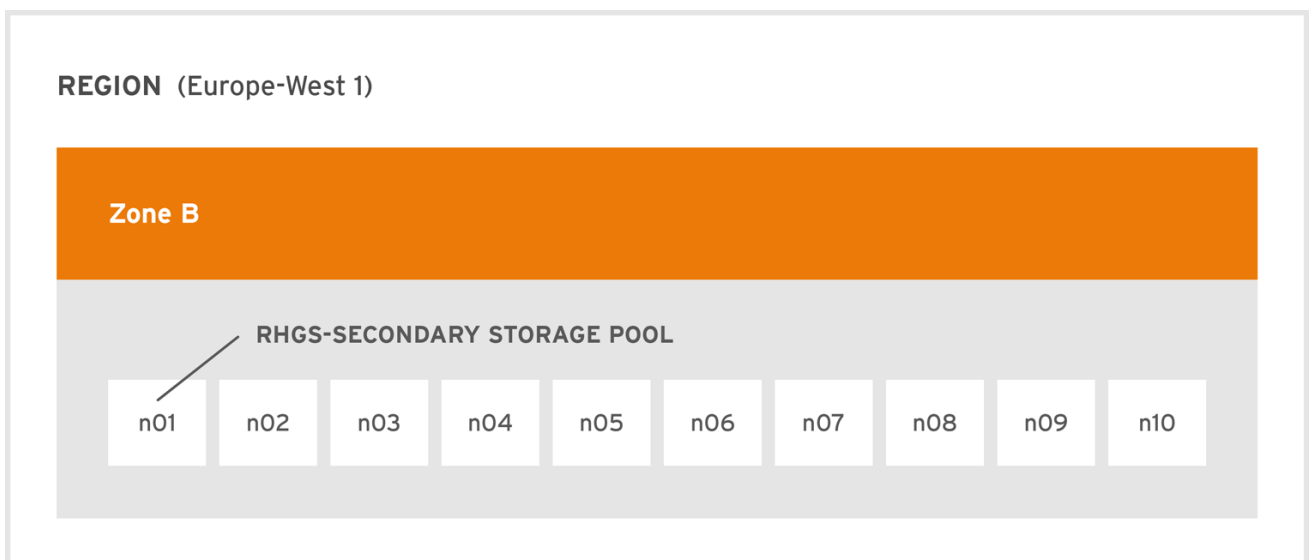 REGION (Europe-West 1)
Zone B
RHGS-SECONDARY STORAGE POOL
n01 n02 n03 n04 n05 n06 n07 n08 n09 n10